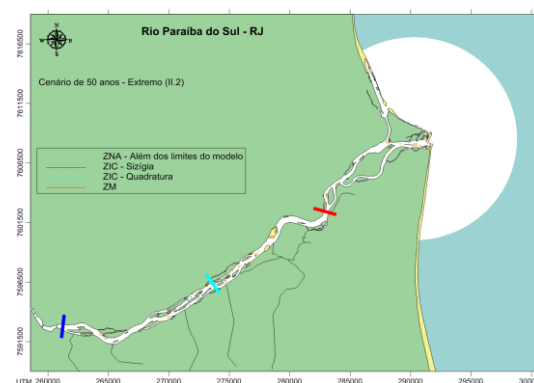 Rio Paraíba do Sul - RJ
Cenário de 50 anos - Extremo (II.2)
ZNA - Além dos limites do modelo
ZIC - Sizígia
ZIC - Quadratura
ZM
7616500
7611500
7606500
7601500
7596500
7591500
UTM 260000 265000 270000 275000 280000 285000 290000 295000